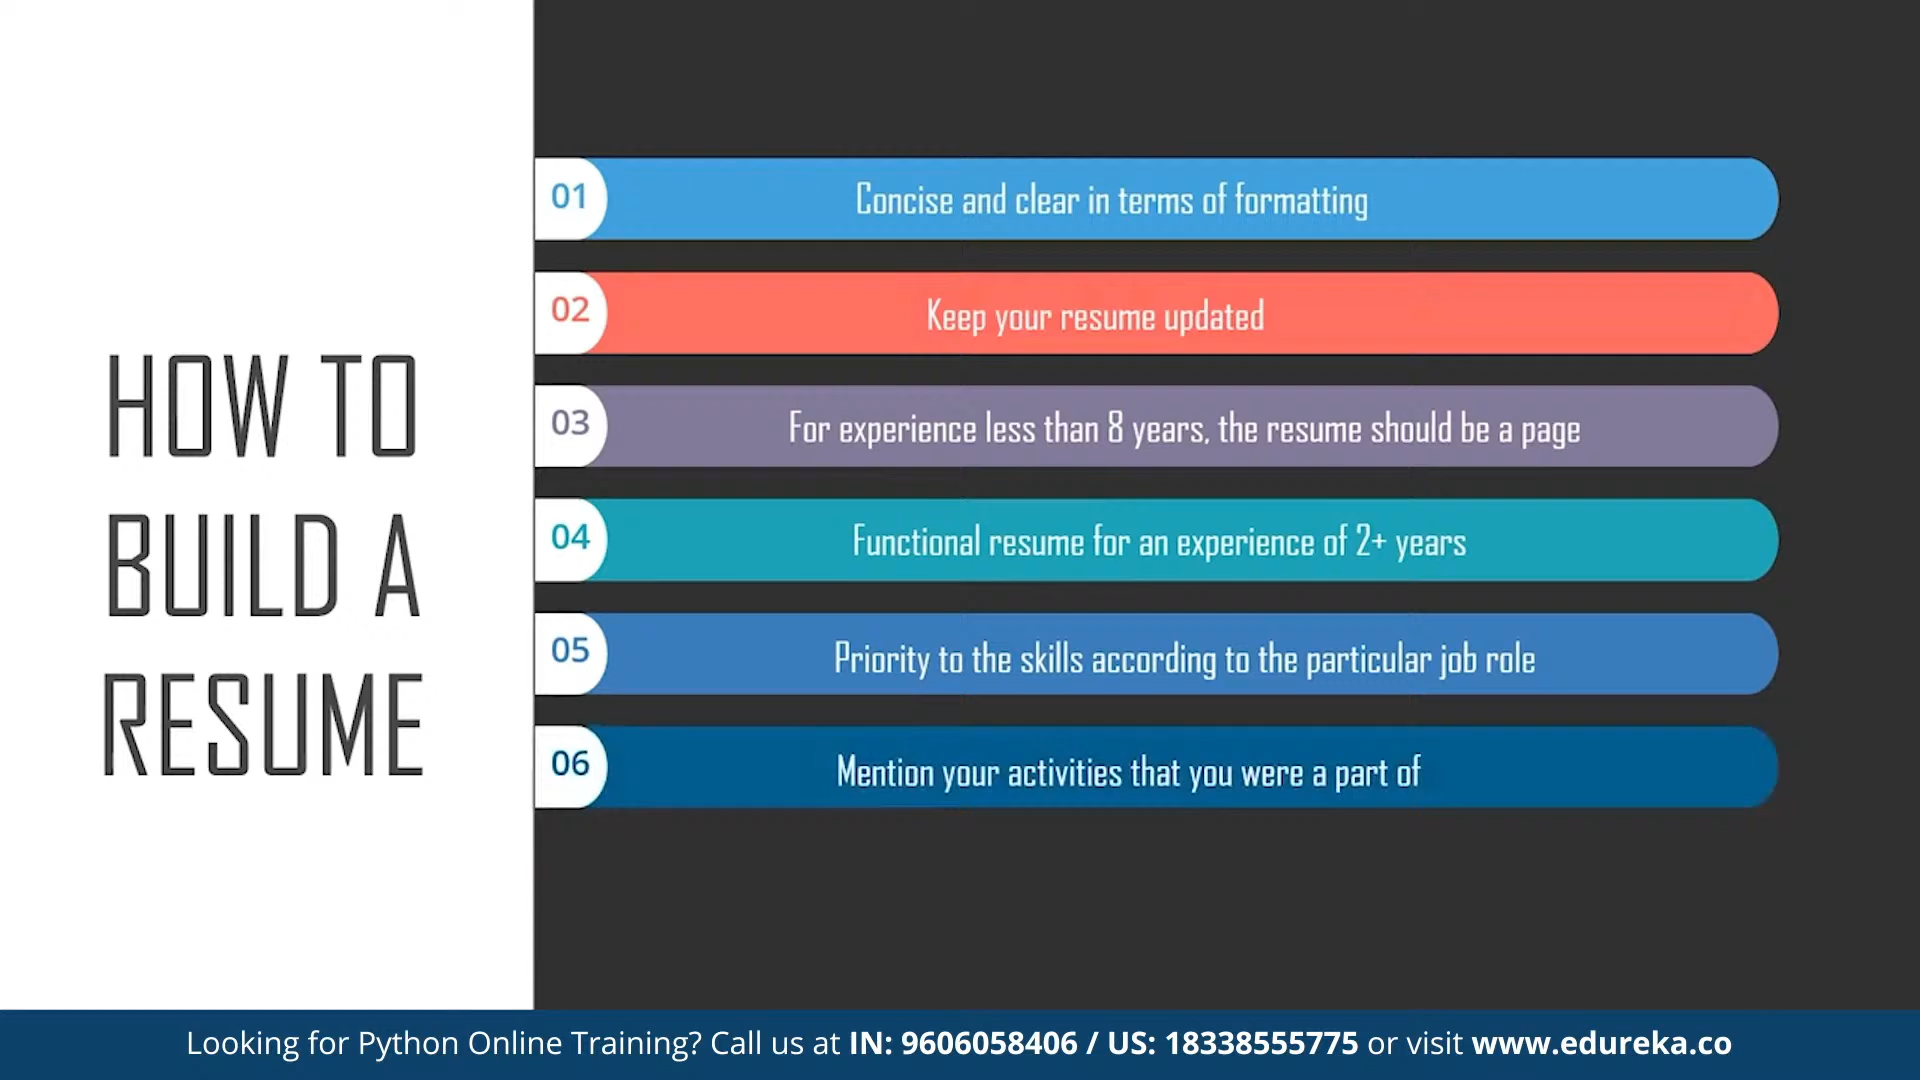 HOW TO
BUILD A
RESUME
01 Concise and clear in terms of formatting
02 Keep your resume updated
03 For experience less than 8 years, the resume should be a page
04 Functional resume for an experience of 2+ years
05 Priority to the skills according to the particular job role
06 Mention your activities that you were a part of
Looking for Python Online Training? Call us at IN: 9606058406 / US: 18338555775 or visit www.edureka.co